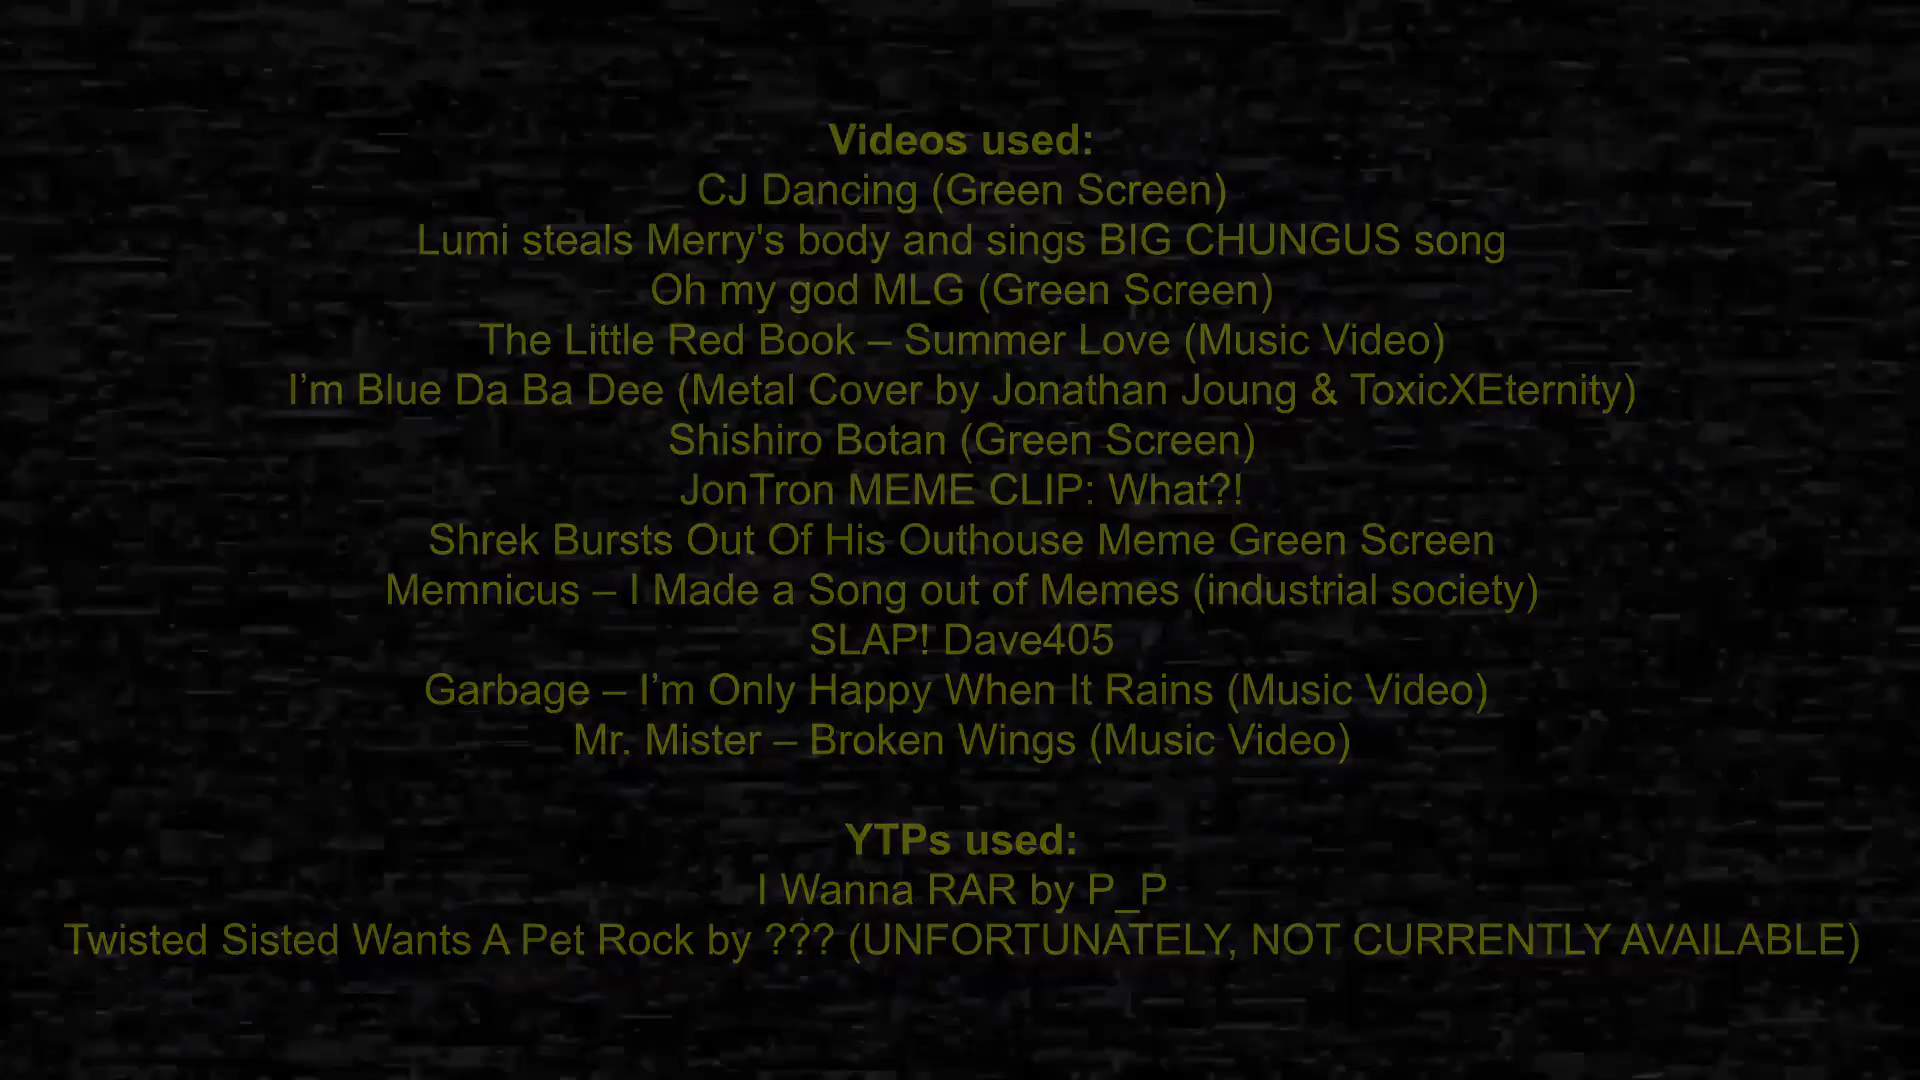 Videos used:
CJ Dancing (Green Screen)
Lumi steals Merry's body and sings BIG CHUNGUS song
Oh my god MLG (Green Screen)
The Little Red Book – Summer Love (Music Video)
I’m Blue Da Ba Dee (Metal Cover by Jonathan Joung & ToxicXEternity)
Shishiro Botan (Green Screen)
JonTron MEME CLIP: What?!
Shrek Bursts Out Of His Outhouse Meme Green Screen
Memnicus – I Made a Song out of Memes (industrial society)
SLAP! Dave405
Garbage – I’m Only Happy When It Rains (Music Video)
Mr. Mister – Broken Wings (Music Video)
YTPs used:
I Wanna RAR by P_P
Twisted Sisted Wants A Pet Rock by ??? (UNFORTUNATELY, NOT CURRENTLY AVAILABLE)